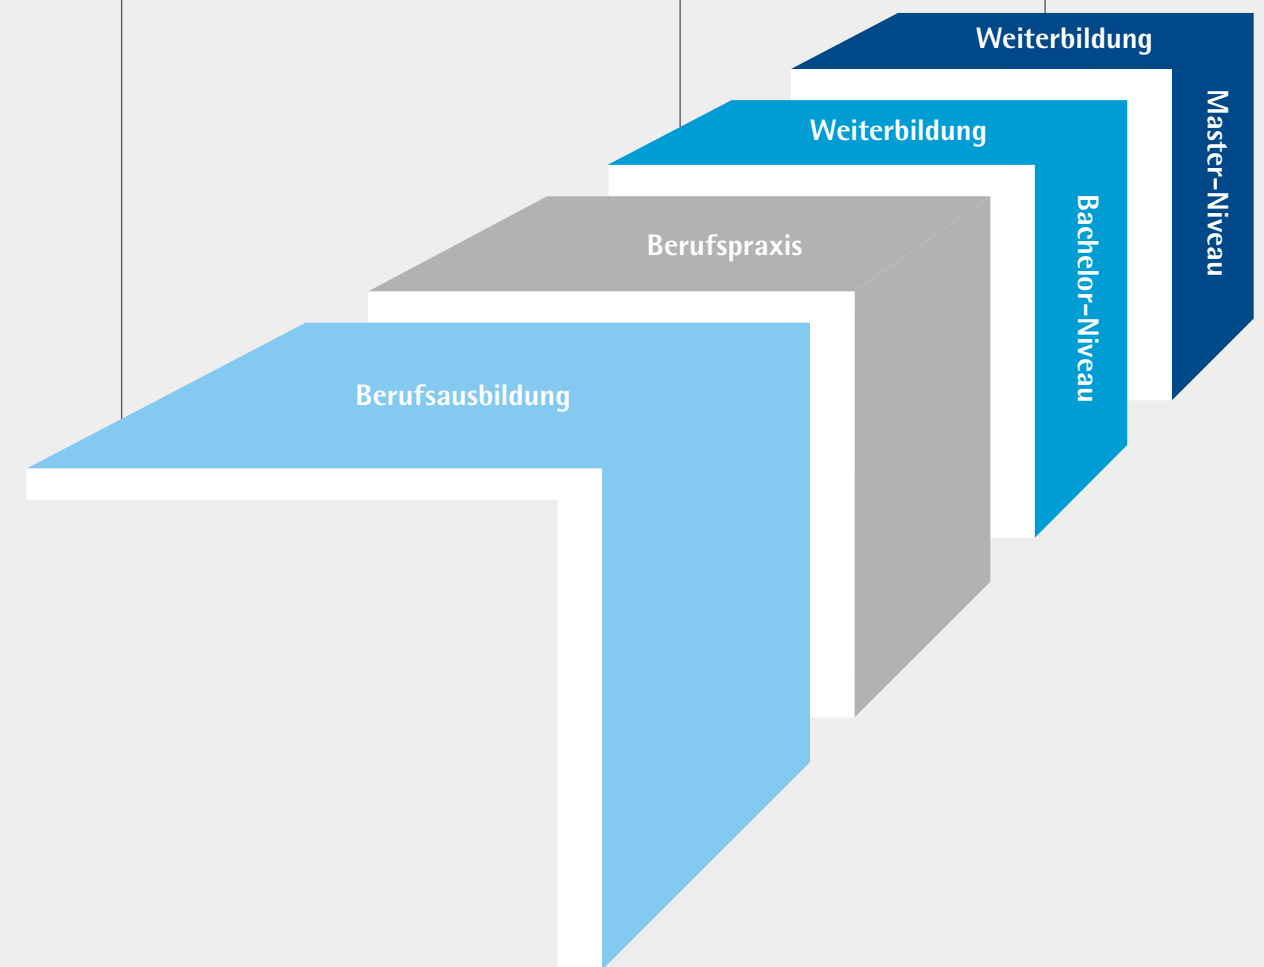 Weiterbildung
Master-Niveau
Weiterbildung
Bachelor-Niveau
Berufspraxis
Berufsausbildung